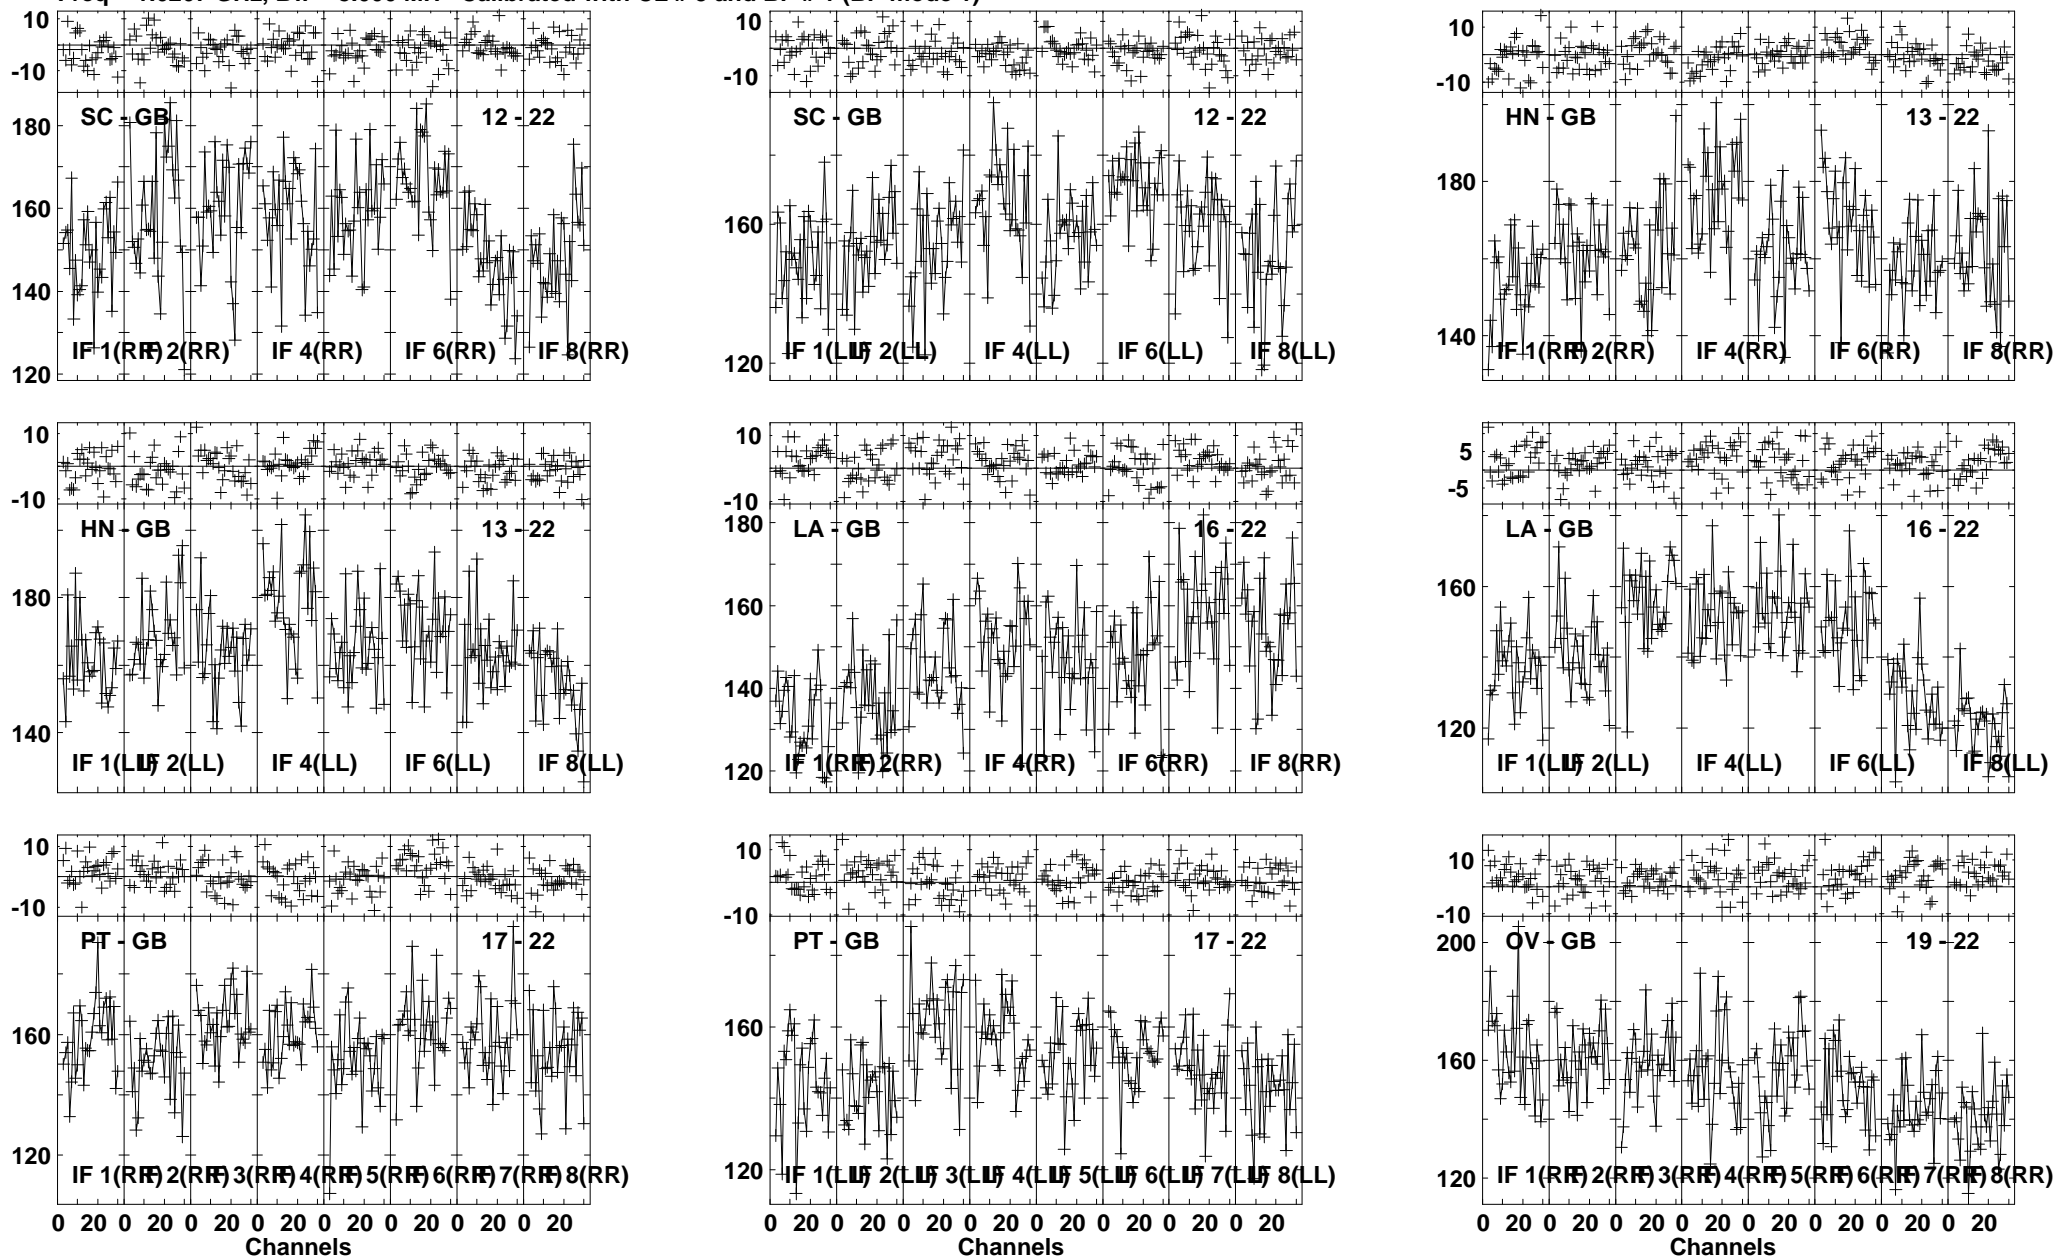 10 10 10
-10 -10 -10
SC - GB 12 - 22 SC - GB 12 - 22 HN - GB 13 - 22
180
160
140
120
160
120
180
140
IF 1(RR) IF 2(RR) IF 4(RR) IF 6(RR) IF 8(RR)
IF 1(LL) IF 2(LL) IF 4(LL) IF 6(LL) IF 8(LL)
IF 1(RR) IF 2(RR) IF 4(RR) IF 6(RR) IF 8(RR)
10 10 5
-10 -10 -5
HN - GB 13 - 22 LA - GB 16 - 22 LA - GB 16 - 22
180
140
180
160
140
120
160
120
IF 1(LL) IF 2(LL) IF 4(LL) IF 6(LL) IF 8(LL)
IF 1(RR) IF 2(RR) IF 4(RR) IF 6(RR) IF 8(RR)
IF 1(LL) IF 2(LL) IF 4(LL) IF 6(LL) IF 8(LL)
10 10 10
-10 -10 -10
PT - GB 17 - 22 PT - GB 17 - 22 OV - GB 19 - 22
160
120
160
120
200
160
120
IF 1(RR) IF 2(RR) IF 3(RR) IF 4(RR) IF 5(RR) IF 6(RR) IF 7(RR) IF 8(RR)
IF 1(LL) IF 2(LL) IF 3(LL) IF 4(LL) IF 5(LL) IF 6(LL) IF 7(LL) IF 8(LL)
IF 1(RR) IF 2(RR) IF 3(RR) IF 4(RR) IF 5(RR) IF 6(RR) IF 7(RR) IF 8(RR)
0 20 0 20 0 20 0 20 0 20 0 20 0 20 0 20
0 20 0 20 0 20 0 20 0 20 0 20 0 20 0 20
0 20 0 20 0 20 0 20 0 20 0 20 0 20 0 20
Channels Channels Channels